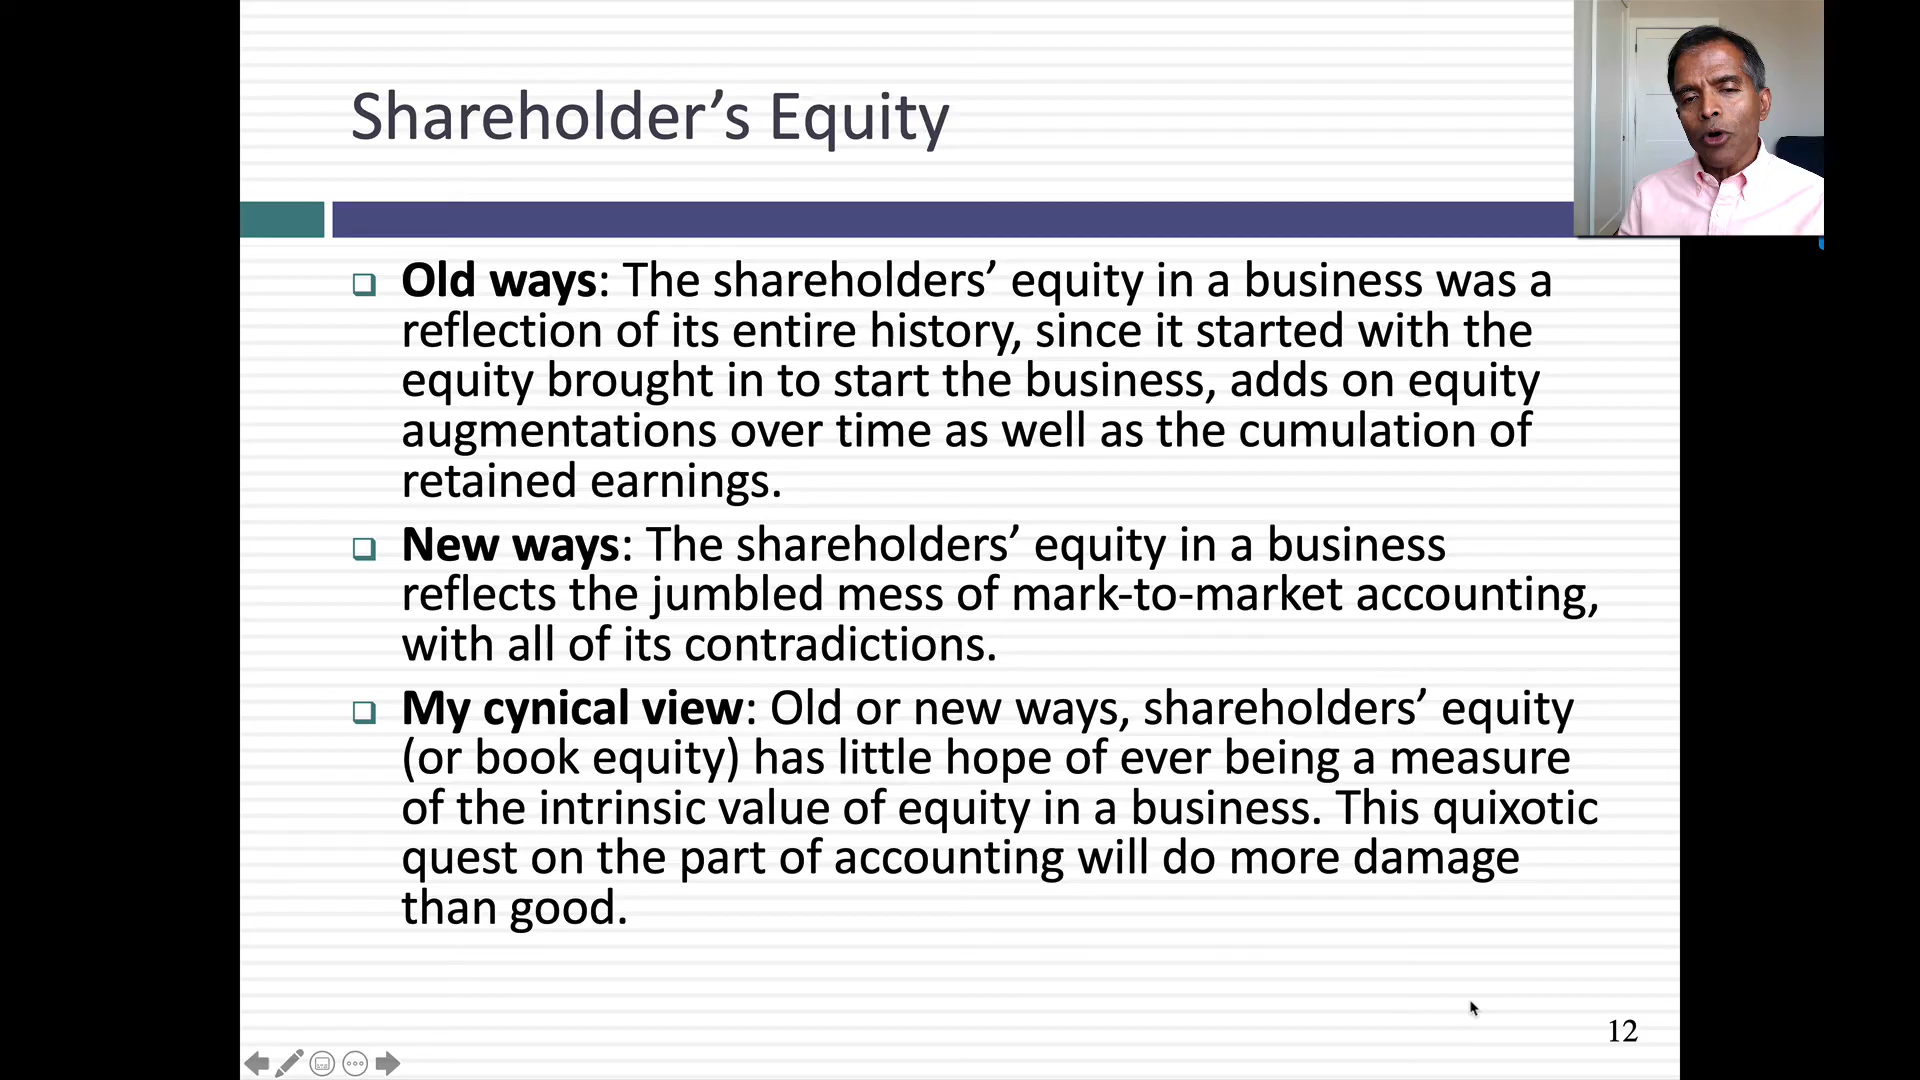 Shareholder’s Equity
Old ways: The shareholders’ equity in a business was a
reflection of its entire history, since it started with the
equity brought in to start the business, adds on equity
augmentations over time as well as the cumulation of
retained earnings.
New ways: The shareholders’ equity in a business
reflects the jumbled mess of mark-to-market accounting,
with all of its contradictions.
My cynical view: Old or new ways, shareholders’ equity
(or book equity) has little hope of ever being a measure
of the intrinsic value of equity in a business. This quixotic
quest on the part of accounting will do more damage
than good.
12